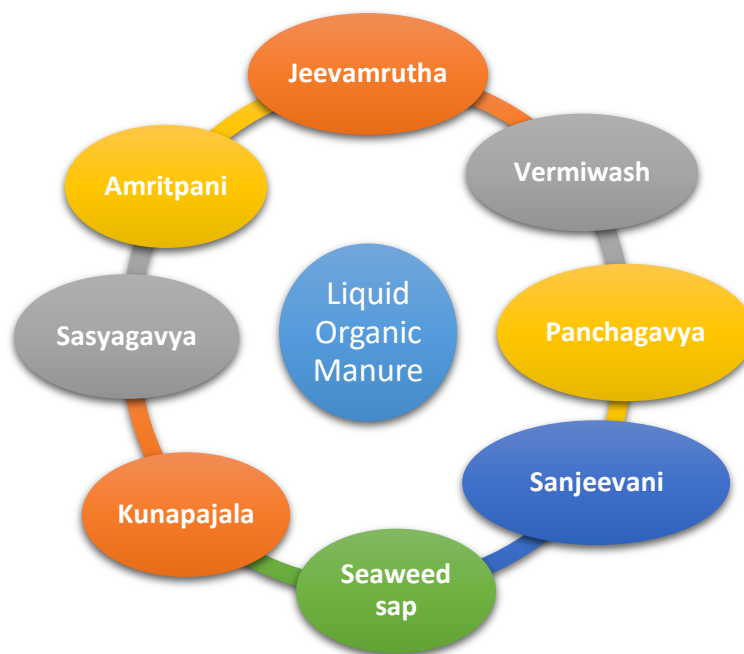 Jeevamrutha
Vermiwash
Panchagavya
Sanjeevani
Seaweed
sap
Kunapajala
Sasyagavya
Amritpani
Liquid
Organic
Manure